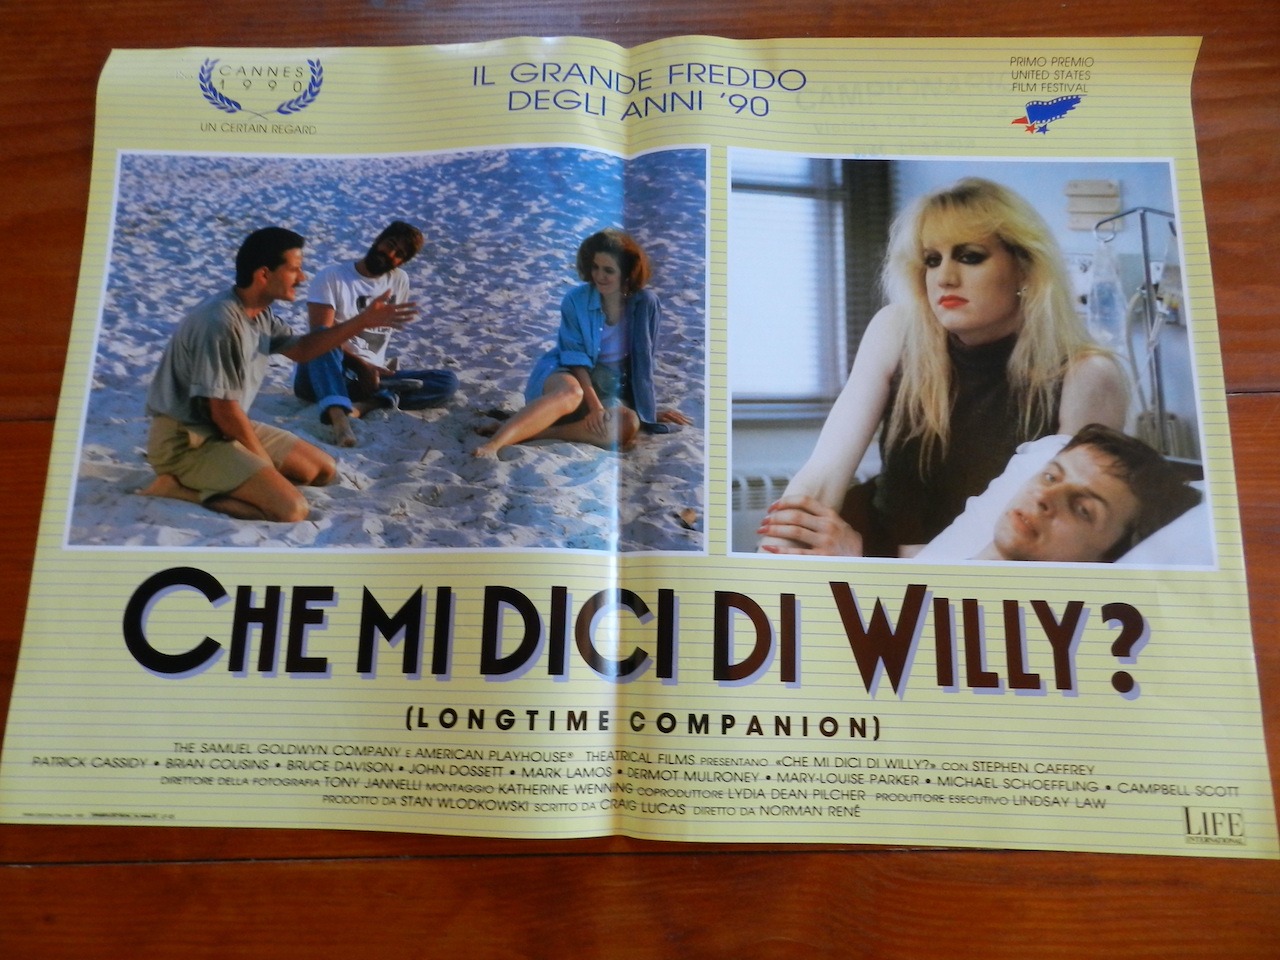 CANNES
1990
UN CERTAIN REGARD
IL GRANDE FREDDO
DEGLI ANNI '90
PRIMO PREMIO
UNITED STATES
FILM FESTIVAL
CHE MI DICI DI WILLY?
(LONGTIME COMPANION)
THE SAMUEL GOLDWYN COMPANY E AMERICAN PLAYHOUSE® THEATRICAL FILMS PRESENTANO «CHE MI DICI DI WILLY?» CON STEPHEN CAFFREY
PATRICK CASSIDY • BRIAN COUSINS • BRUCE DAVISON • JOHN DOSSETT • MARK LAMOS • DERMOT MULRONEY • MARY-LOUISE PARKER • MICHAEL SCHOEFFLING • CAMPBELL SCOTT
DIRETTORE DELLA FOTOGRAFIA TONY JANNELLI MONTAGGIO KATHERINE WENNING COPRODUTTORE LYDIA DEAN PILCHER PRODUTTORE ESECUTIVO LINDSAY LAW
PRODOTTO DA STAN WLODKOWSKI SCRITTO DA CRAIG LUCAS DIRETTO DA NORMAN RENÉ
LIFE
INTERNATIONAL